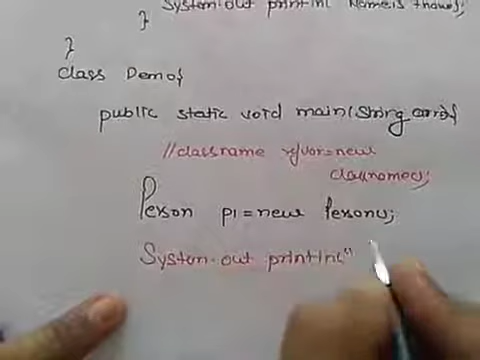 System.out println Name is
}
}
class Demo{
public static void main(String arr){
//classname refvar=new
classname();
Person p1=new Person();
System.out println("